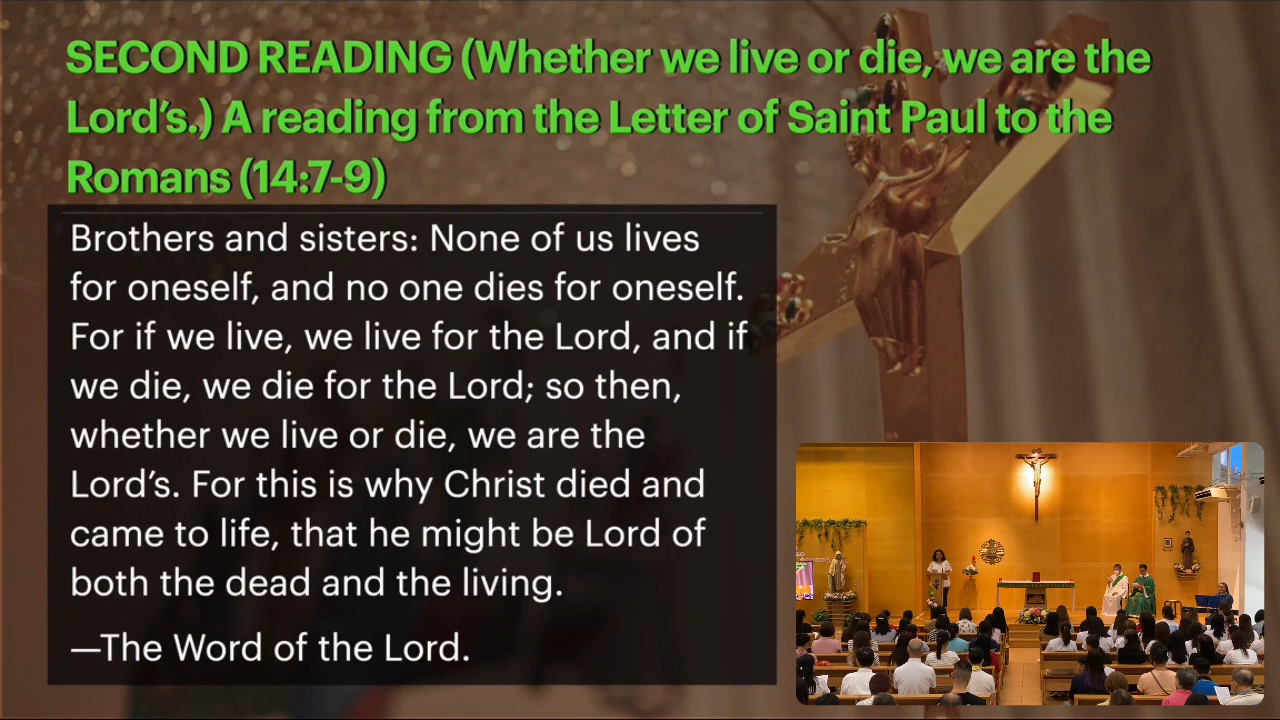 SECOND READING (Whether we live or die, we are the
Lord’s.) A reading from the Letter of Saint Paul to the
Romans (14:7-9)
Brothers and sisters: None of us lives
for oneself, and no one dies for oneself.
For if we live, we live for the Lord, and if
we die, we die for the Lord; so then,
whether we live or die, we are the
Lord’s. For this is why Christ died and
came to life, that he might be Lord of
both the dead and the living.
—The Word of the Lord.